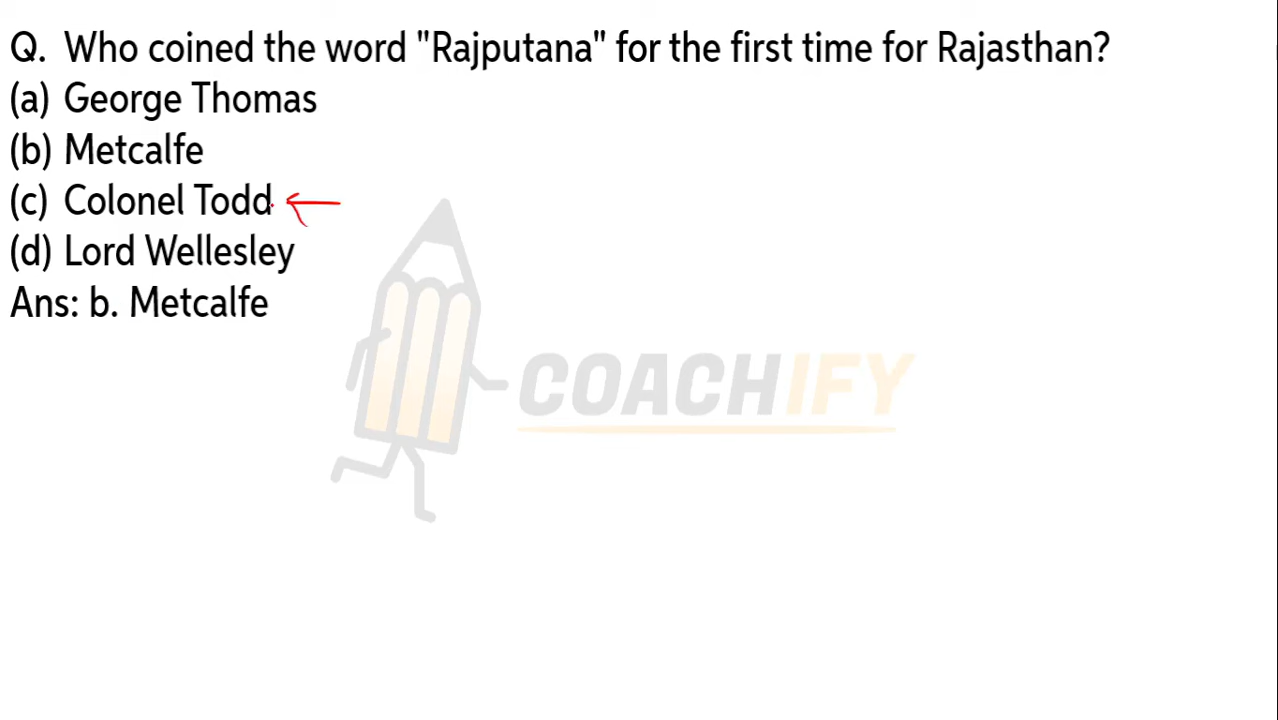 Q. Who coined the word "Rajputana" for the first time for Rajasthan?
(a) George Thomas
(b) Metcalfe
(c) Colonel Todd
(d) Lord Wellesley
Ans: b. Metcalfe
COACHIFY